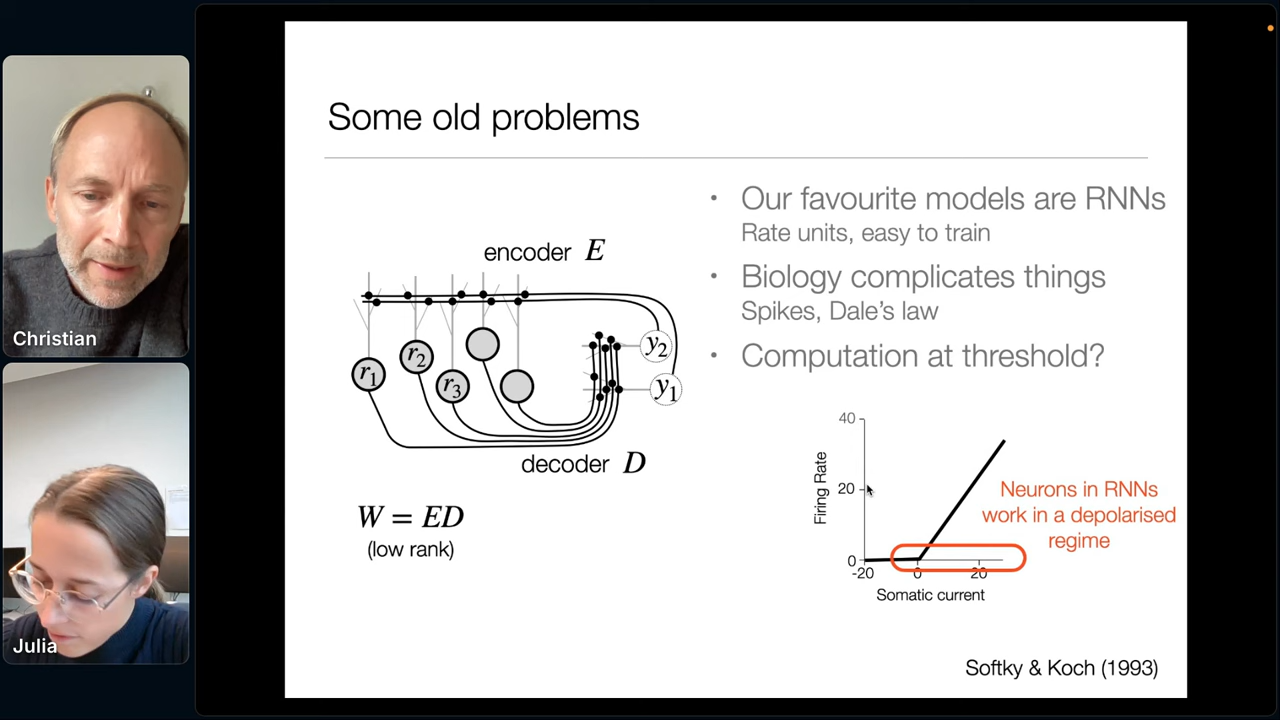 Some old problems
encoder E
r1
r2
r3
y2
y1
decoder D
W = ED
(low rank)
• Our favourite models are RNNs
Rate units, easy to train
• Biology complicates things
Spikes, Dale's law
• Computation at threshold?
40
20
0
Firing Rate
-20 0 20
Somatic current
Neurons in RNNs
work in a depolarised
regime
Softky & Koch (1993)
Christian
Julia